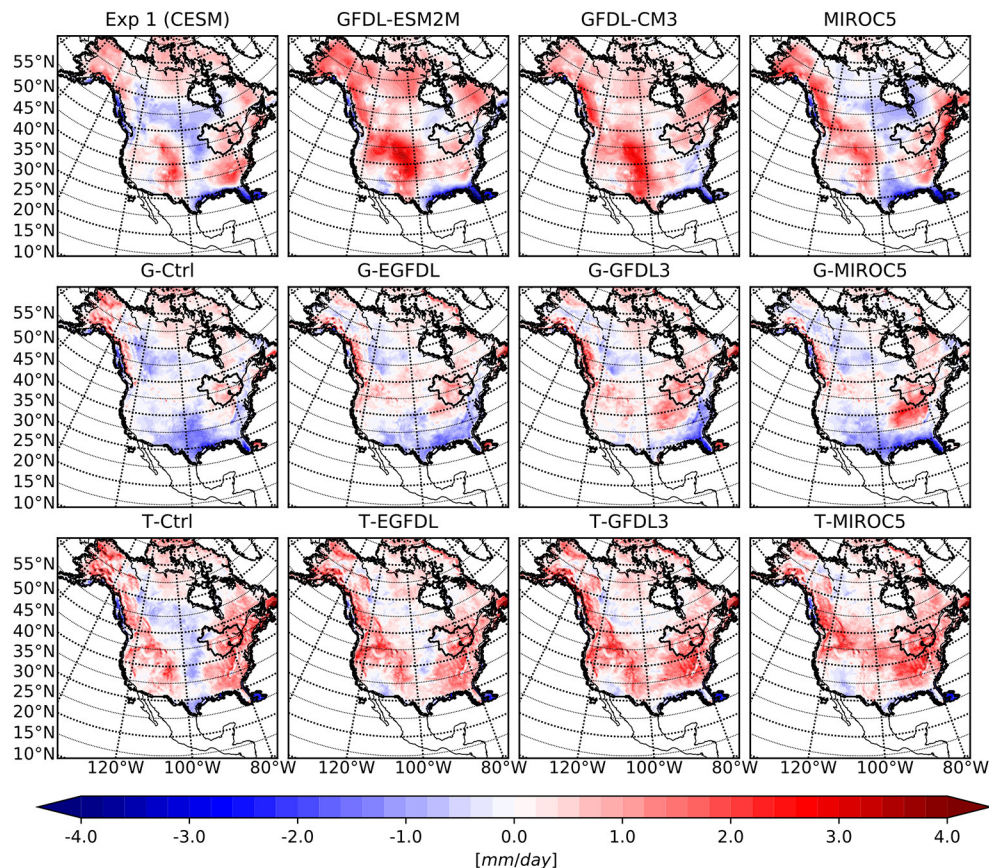 Exp 1 (CESM) GFDL-ESM2M GFDL-CM3 MIROC5
55°N
50°N
45°N
40°N
35°N
30°N
25°N
20°N
15°N
10°N
G-Ctrl G-EGFDL G-GFDL3 G-MIROC5
55°N
50°N
45°N
40°N
35°N
30°N
25°N
20°N
15°N
10°N
T-Ctrl T-EGFDL T-GFDL3 T-MIROC5
55°N
50°N
45°N
40°N
35°N
30°N
25°N
20°N
15°N
10°N
120°W 100°W 80°W 120°W 100°W 80°W 120°W 100°W 80°W 120°W 100°W 80°W
-4.0 -3.0 -2.0 -1.0 0.0 1.0 2.0 3.0 4.0
[mm/day]